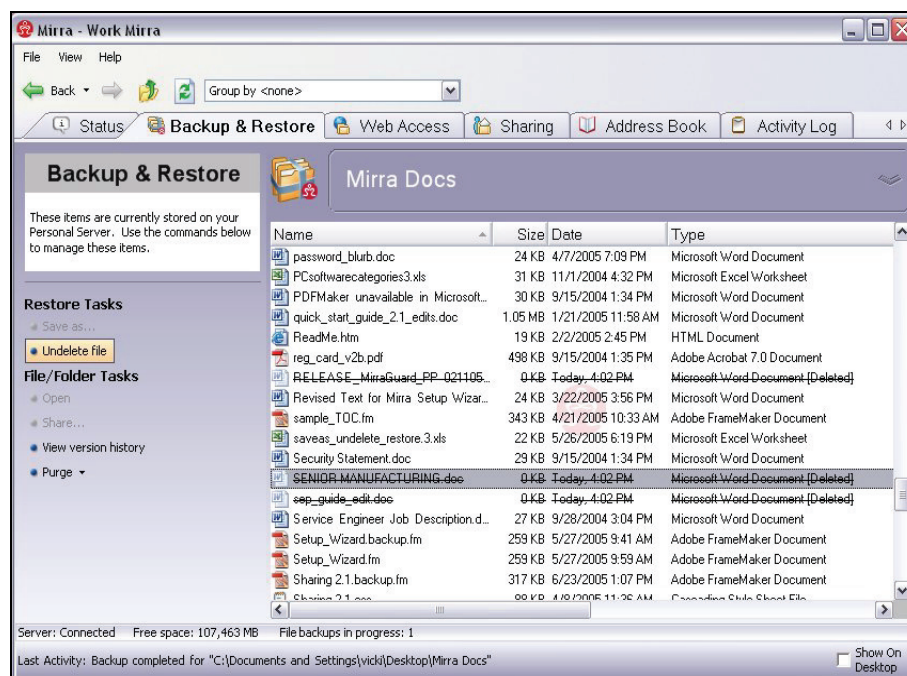 Mirra - Work Mirra
File View Help
Back Group by <none>
Status Backup & Restore Web Access Sharing Address Book Activity Log
Backup & Restore
Mirra Docs
These items are currently stored on your
Personal Server. Use the commands below
to manage these items.
Restore Tasks
Save as...
Undelete file
File/Folder Tasks
Open
Share...
View version history
Purge
Name Size Date Type
password_blurb.doc 24 KB 4/7/2005 7:09 PM Microsoft Word Document
PCsoftwarecategories3.xls 31 KB 11/1/2004 4:32 PM Microsoft Excel Worksheet
PDFMaker unavailable in Microsoft... 30 KB 9/15/2004 1:34 PM Microsoft Word Document
quick_start_guide_2.1_edits.doc 1.05 MB 1/21/2005 11:58 AM Microsoft Word Document
ReadMe.htm 19 KB 2/2/2005 2:45 PM HTML Document
reg_card_v2b.pdf 498 KB 9/15/2004 1:35 PM Adobe Acrobat 7.0 Document
RELEASE_MirraGuard_PP_021105... 0 KB Today, 4:02 PM Microsoft Word Document [Deleted]
Revised Text for Mirra Setup Wizar... 24 KB 3/22/2005 3:56 PM Microsoft Word Document
sample_TOC.fm 343 KB 4/21/2005 10:33 AM Adobe FrameMaker Document
saveas_undelete_restore.3.xls 22 KB 5/26/2005 6:19 PM Microsoft Excel Worksheet
Security Statement.doc 29 KB 9/15/2004 1:34 PM Microsoft Word Document
SENIOR MANUFACTURING.doc 0 KB Today, 4:02 PM Microsoft Word Document [Deleted]
sep_guide_edit.doc 0 KB Today, 4:02 PM Microsoft Word Document [Deleted]
Service Engineer Job Description.d... 27 KB 9/28/2004 3:04 PM Microsoft Word Document
Setup_Wizard.backup.fm 259 KB 5/27/2005 9:41 AM Adobe FrameMaker Document
Setup_Wizard.fm 259 KB 5/27/2005 9:59 AM Adobe FrameMaker Document
Sharing 2.1.backup.fm 317 KB 6/23/2005 1:07 PM Adobe FrameMaker Document
Server: Connected Free space: 107,463 MB File backups in progress: 1
Last Activity: Backup completed for "C:\Documents and Settings\vicki\Desktop\Mirra Docs" Show On
Desktop